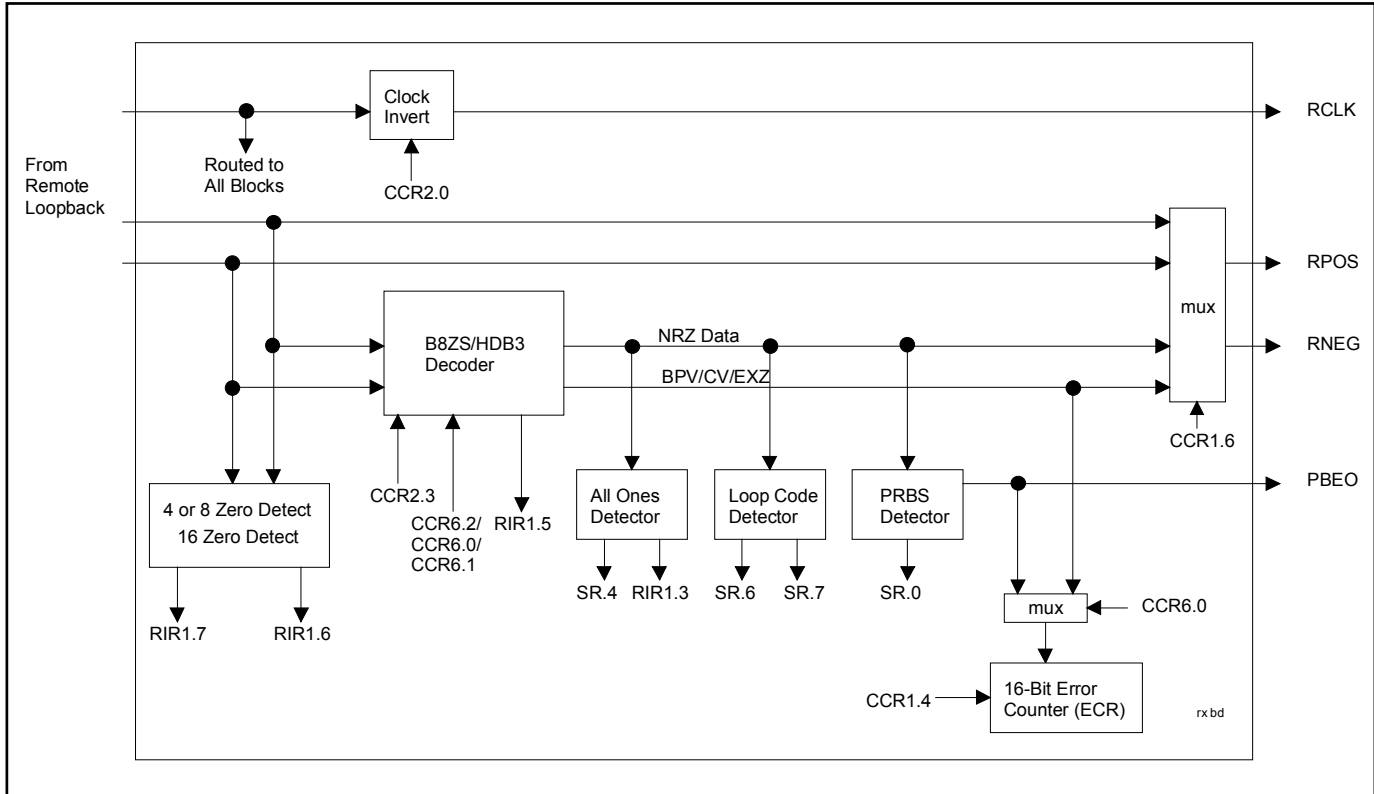 Clock
Invert
RCLK
From
Remote
Loopback
Routed to
All Blocks
CCR2.0
RPOS
mux
B8ZS/HDB3
Decoder
NRZ Data
RNEG
BPV/CV/EXZ
CCR1.6
4 or 8 Zero Detect
16 Zero Detect
CCR2.3
CCR6.2/
CCR6.0/
CCR6.1
RIR1.5
All Ones
Detector
Loop Code
Detector
PRBS
Detector
PBEO
SR.4
RIR1.3
SR.6
SR.7
SR.0
RIR1.7
RIR1.6
mux
CCR6.0
CCR1.4
16-Bit Error
Counter (ECR)
rx bd